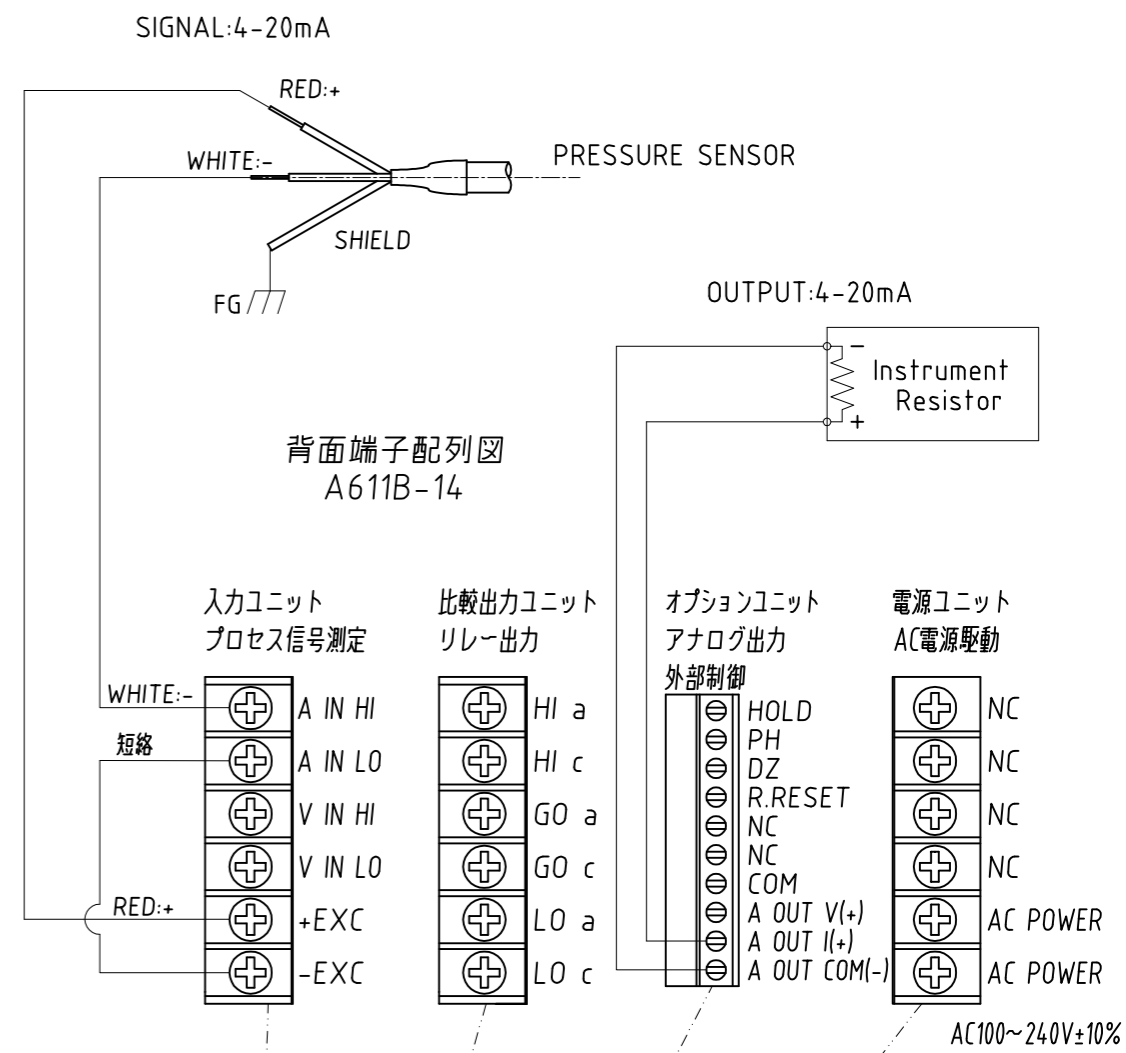 SIGNAL:4-20mA
RED:+
WHITE:-
PRESSURE SENSOR
SHIELD
FG
OUTPUT:4-20mA
-
Instrument
Resistor
+
背面端子配列図
A611B-14
入力ユニット
プロセス信号測定
WHITE:-
短絡
RED:+
A IN HI
A IN LO
V IN HI
V IN LO
+EXC
-EXC
比較出力ユニット
リレー出力
HI a
HI c
GO a
GO c
LO a
LO c
オプションユニット
アナログ出力
外部制御
HOLD
PH
DZ
R.RESET
NC
NC
COM
A OUT V(+)
A OUT I(+)
A OUT COM(-)
電源ユニット
AC電源駆動
NC
NC
NC
NC
AC POWER
AC POWER
AC100~240V±10%